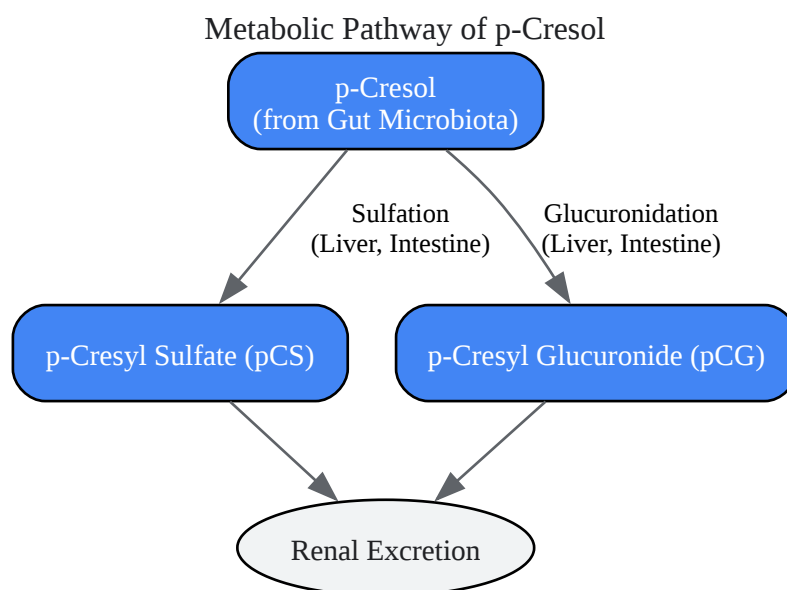 Metabolic Pathway of p-Cresol
p-Cresol
(from Gut Microbiota)
Sulfation
(Liver, Intestine)
Glucuronidation
(Liver, Intestine)
p-Cresyl Sulfate (pCS)
p-Cresyl Glucuronide (pCG)
Renal Excretion